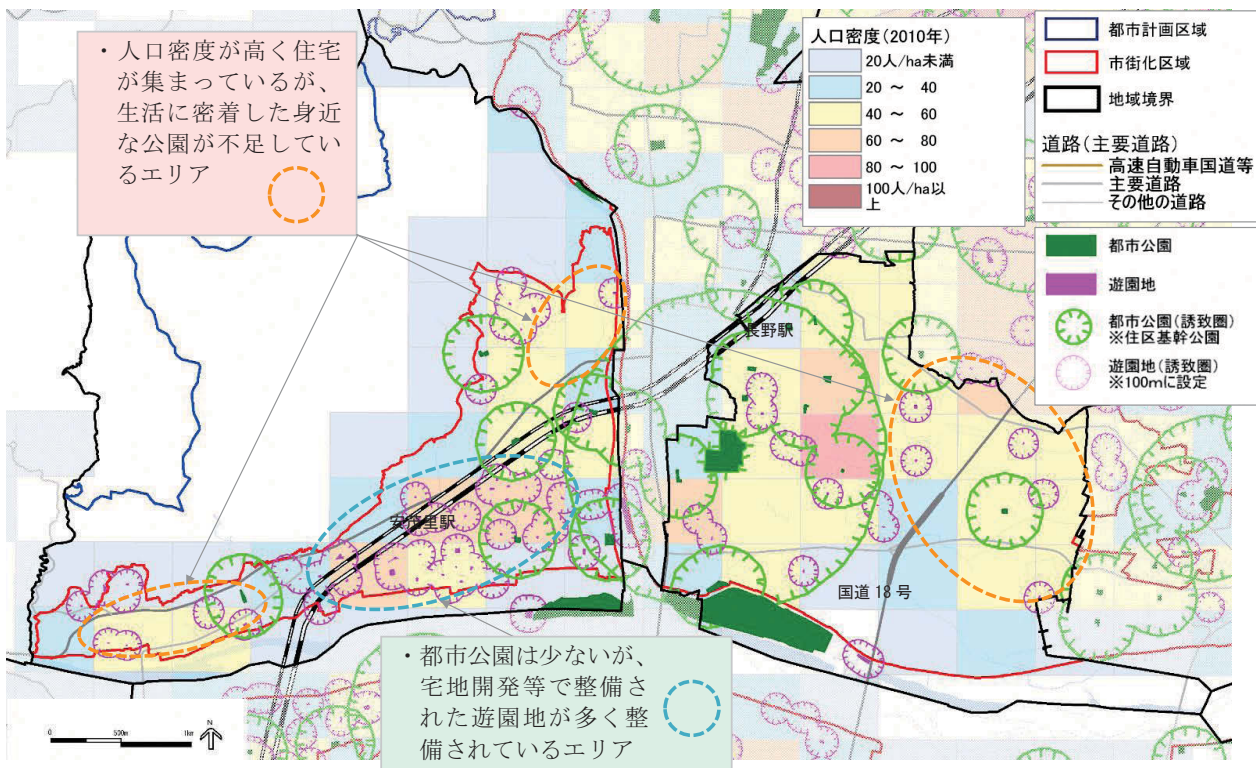 ・人口密度が高く住宅
が集まっているが、
生活に密着した身近
な公園が不足してい
るエリア
人口密度(2010年)
20人/ha未満
20 ～ 40
40 ～ 60
60 ～ 80
80 ～ 100
100人/ha以
上
都市計画区域
市街化区域
地域境界
道路(主要道路)
高速自動車国道等
主要道路
その他の道路
都市公園
遊園地
都市公園(誘致圏)
※住区基幹公園
遊園地(誘致圏)
※100mに設定
長野駅
安茂里駅
国道18号
・都市公園は少ないが、
宅地開発等で整備さ
れた遊園地が多く整
備されているエリア
0 500m 1km
N